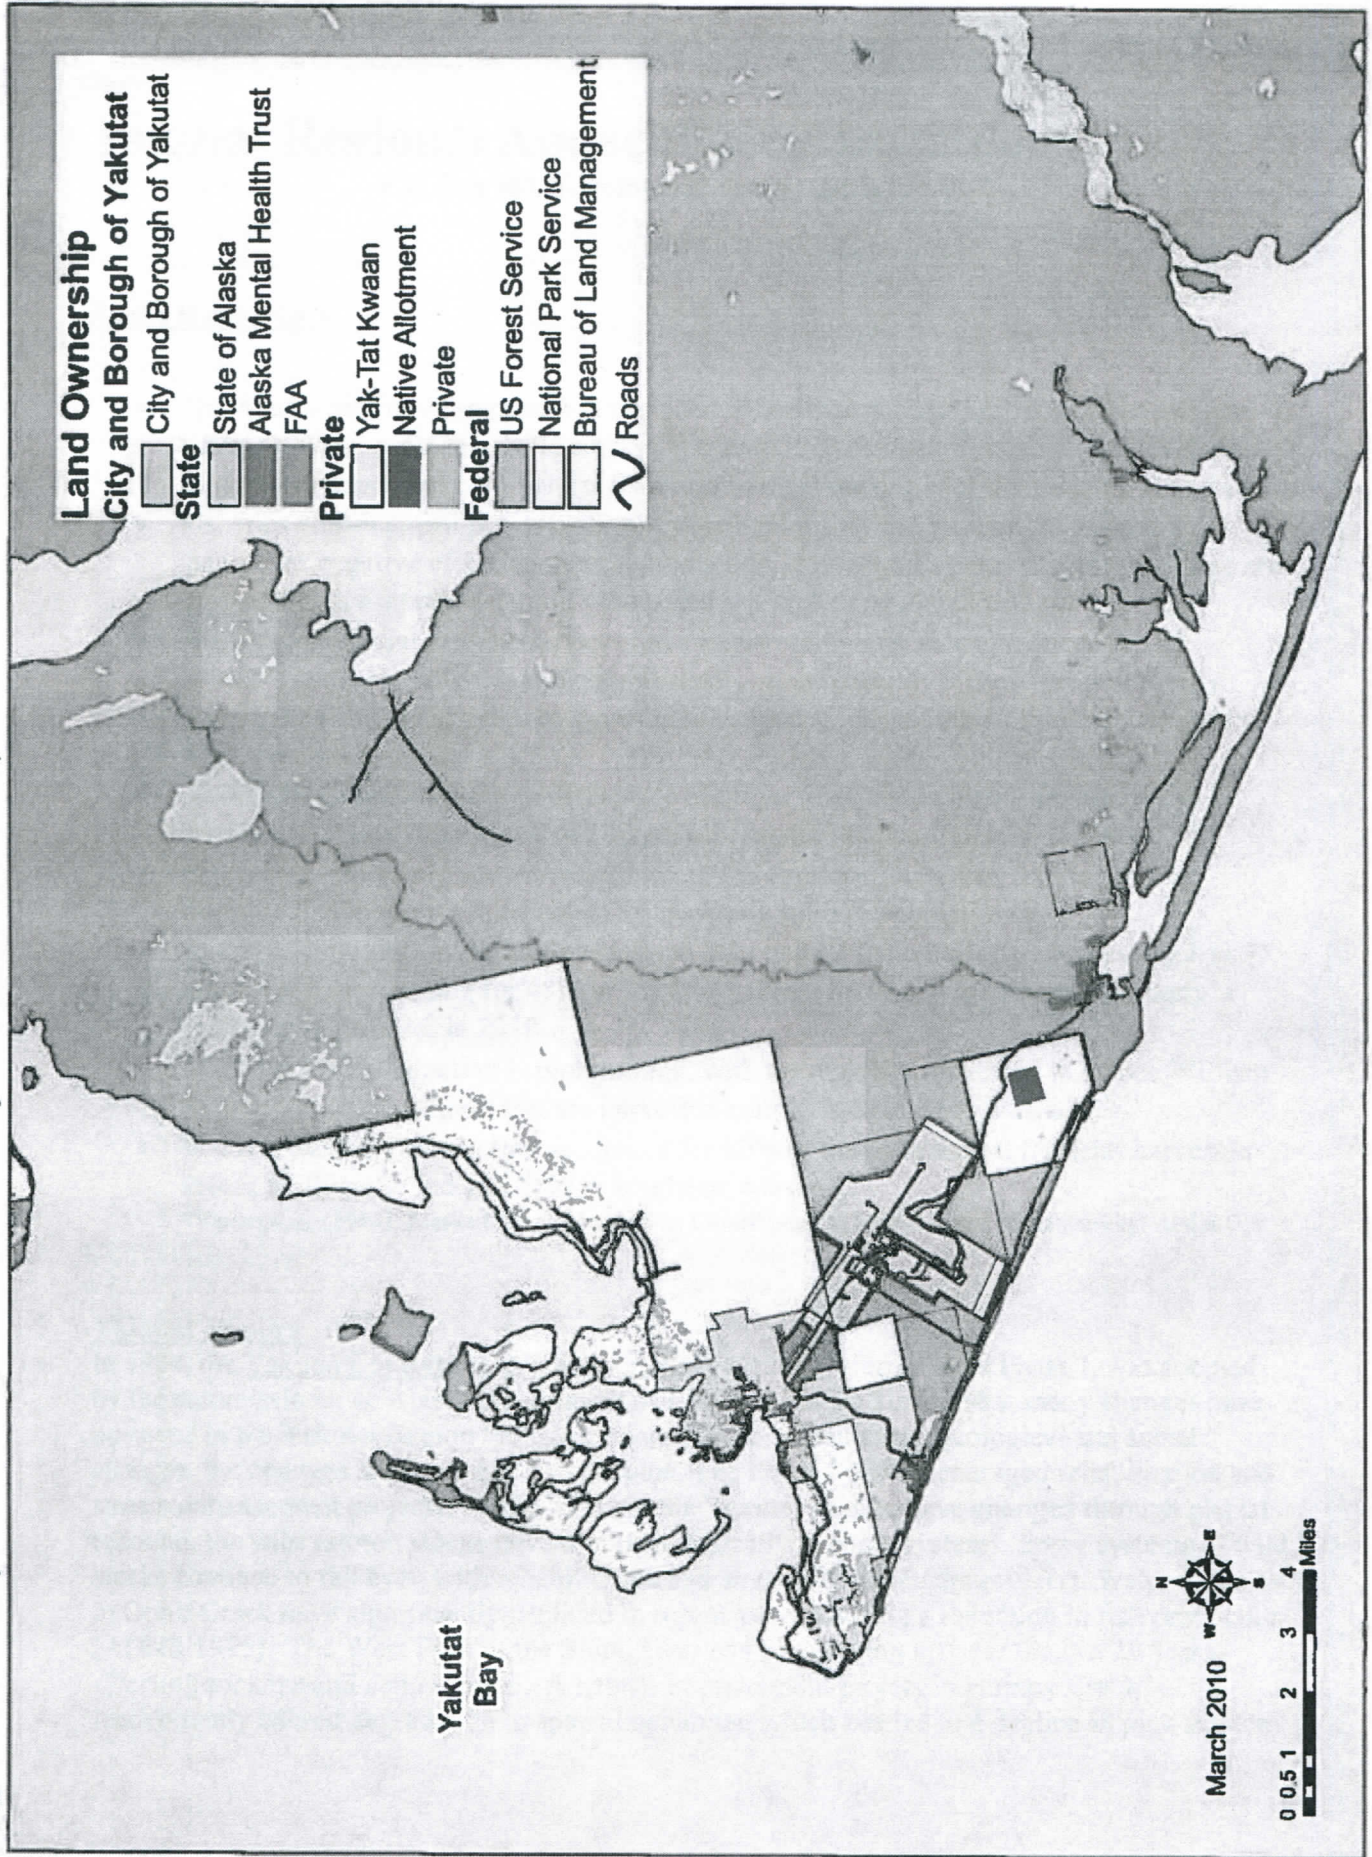 Land Ownership
City and Borough of Yakutat
City and Borough of Yakutat
State
State of Alaska
Alaska Mental Health Trust
FAA
Private
Yak-Tat Kwaan
Native Allotment
Private
Federal
US Forest Service
National Park Service
Bureau of Land Management
Roads
Yakutat
Bay
March 2010
N
W
E
S
0 0.5 1 2 3 4
Miles